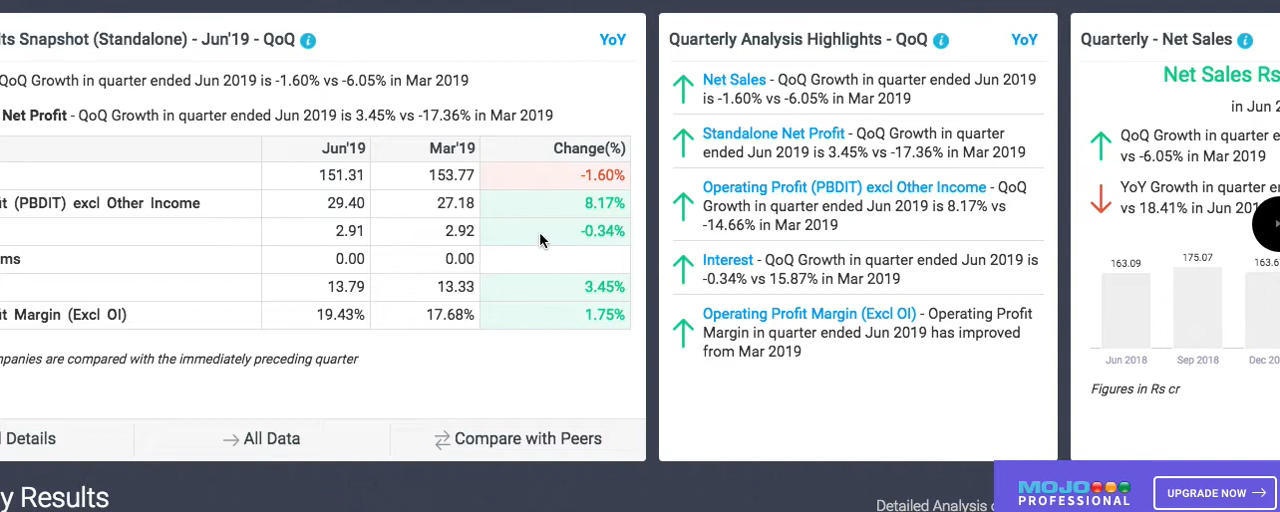 lts Snapshot (Standalone) - Jun'19 - QoQ i YoY
QoQ Growth in quarter ended Jun 2019 is -1.60% vs -6.05% in Mar 2019
Net Profit - QoQ Growth in quarter ended Jun 2019 is 3.45% vs -17.36% in Mar 2019
Jun'19 Mar'19 Change(%)
151.31 153.77 -1.60%
it (PBDIT) excl Other Income 29.40 27.18 8.17%
2.91 2.92 -0.34%
ms 0.00 0.00
13.79 13.33 3.45%
it Margin (Excl OI) 19.43% 17.68% 1.75%
mpanies are compared with the immediately preceding quarter
Details → All Data Compare with Peers
Quarterly Analysis Highlights - QoQ i YoY
Net Sales - QoQ Growth in quarter ended Jun 2019
is -1.60% vs -6.05% in Mar 2019
Standalone Net Profit - QoQ Growth in quarter
ended Jun 2019 is 3.45% vs -17.36% in Mar 2019
Operating Profit (PBDIT) excl Other Income - QoQ
Growth in quarter ended Jun 2019 is 8.17% vs
-14.66% in Mar 2019
Interest - QoQ Growth in quarter ended Jun 2019 is
-0.34% vs 15.87% in Mar 2019
Operating Profit Margin (Excl OI) - Operating Profit
Margin in quarter ended Jun 2019 has improved
from Mar 2019
Quarterly - Net Sales i
Net Sales Rs
in Jun 2
QoQ Growth in quarter e
vs -6.05% in Mar 2019
YoY Growth in quarter e
vs 18.41% in Jun 201
163.09 175.07 163.6
Jun 2018 Sep 2018 Dec 20
Figures in Rs cr
y Results
Detailed Analysis
MOJO
PROFESSIONAL
UPGRADE NOW →